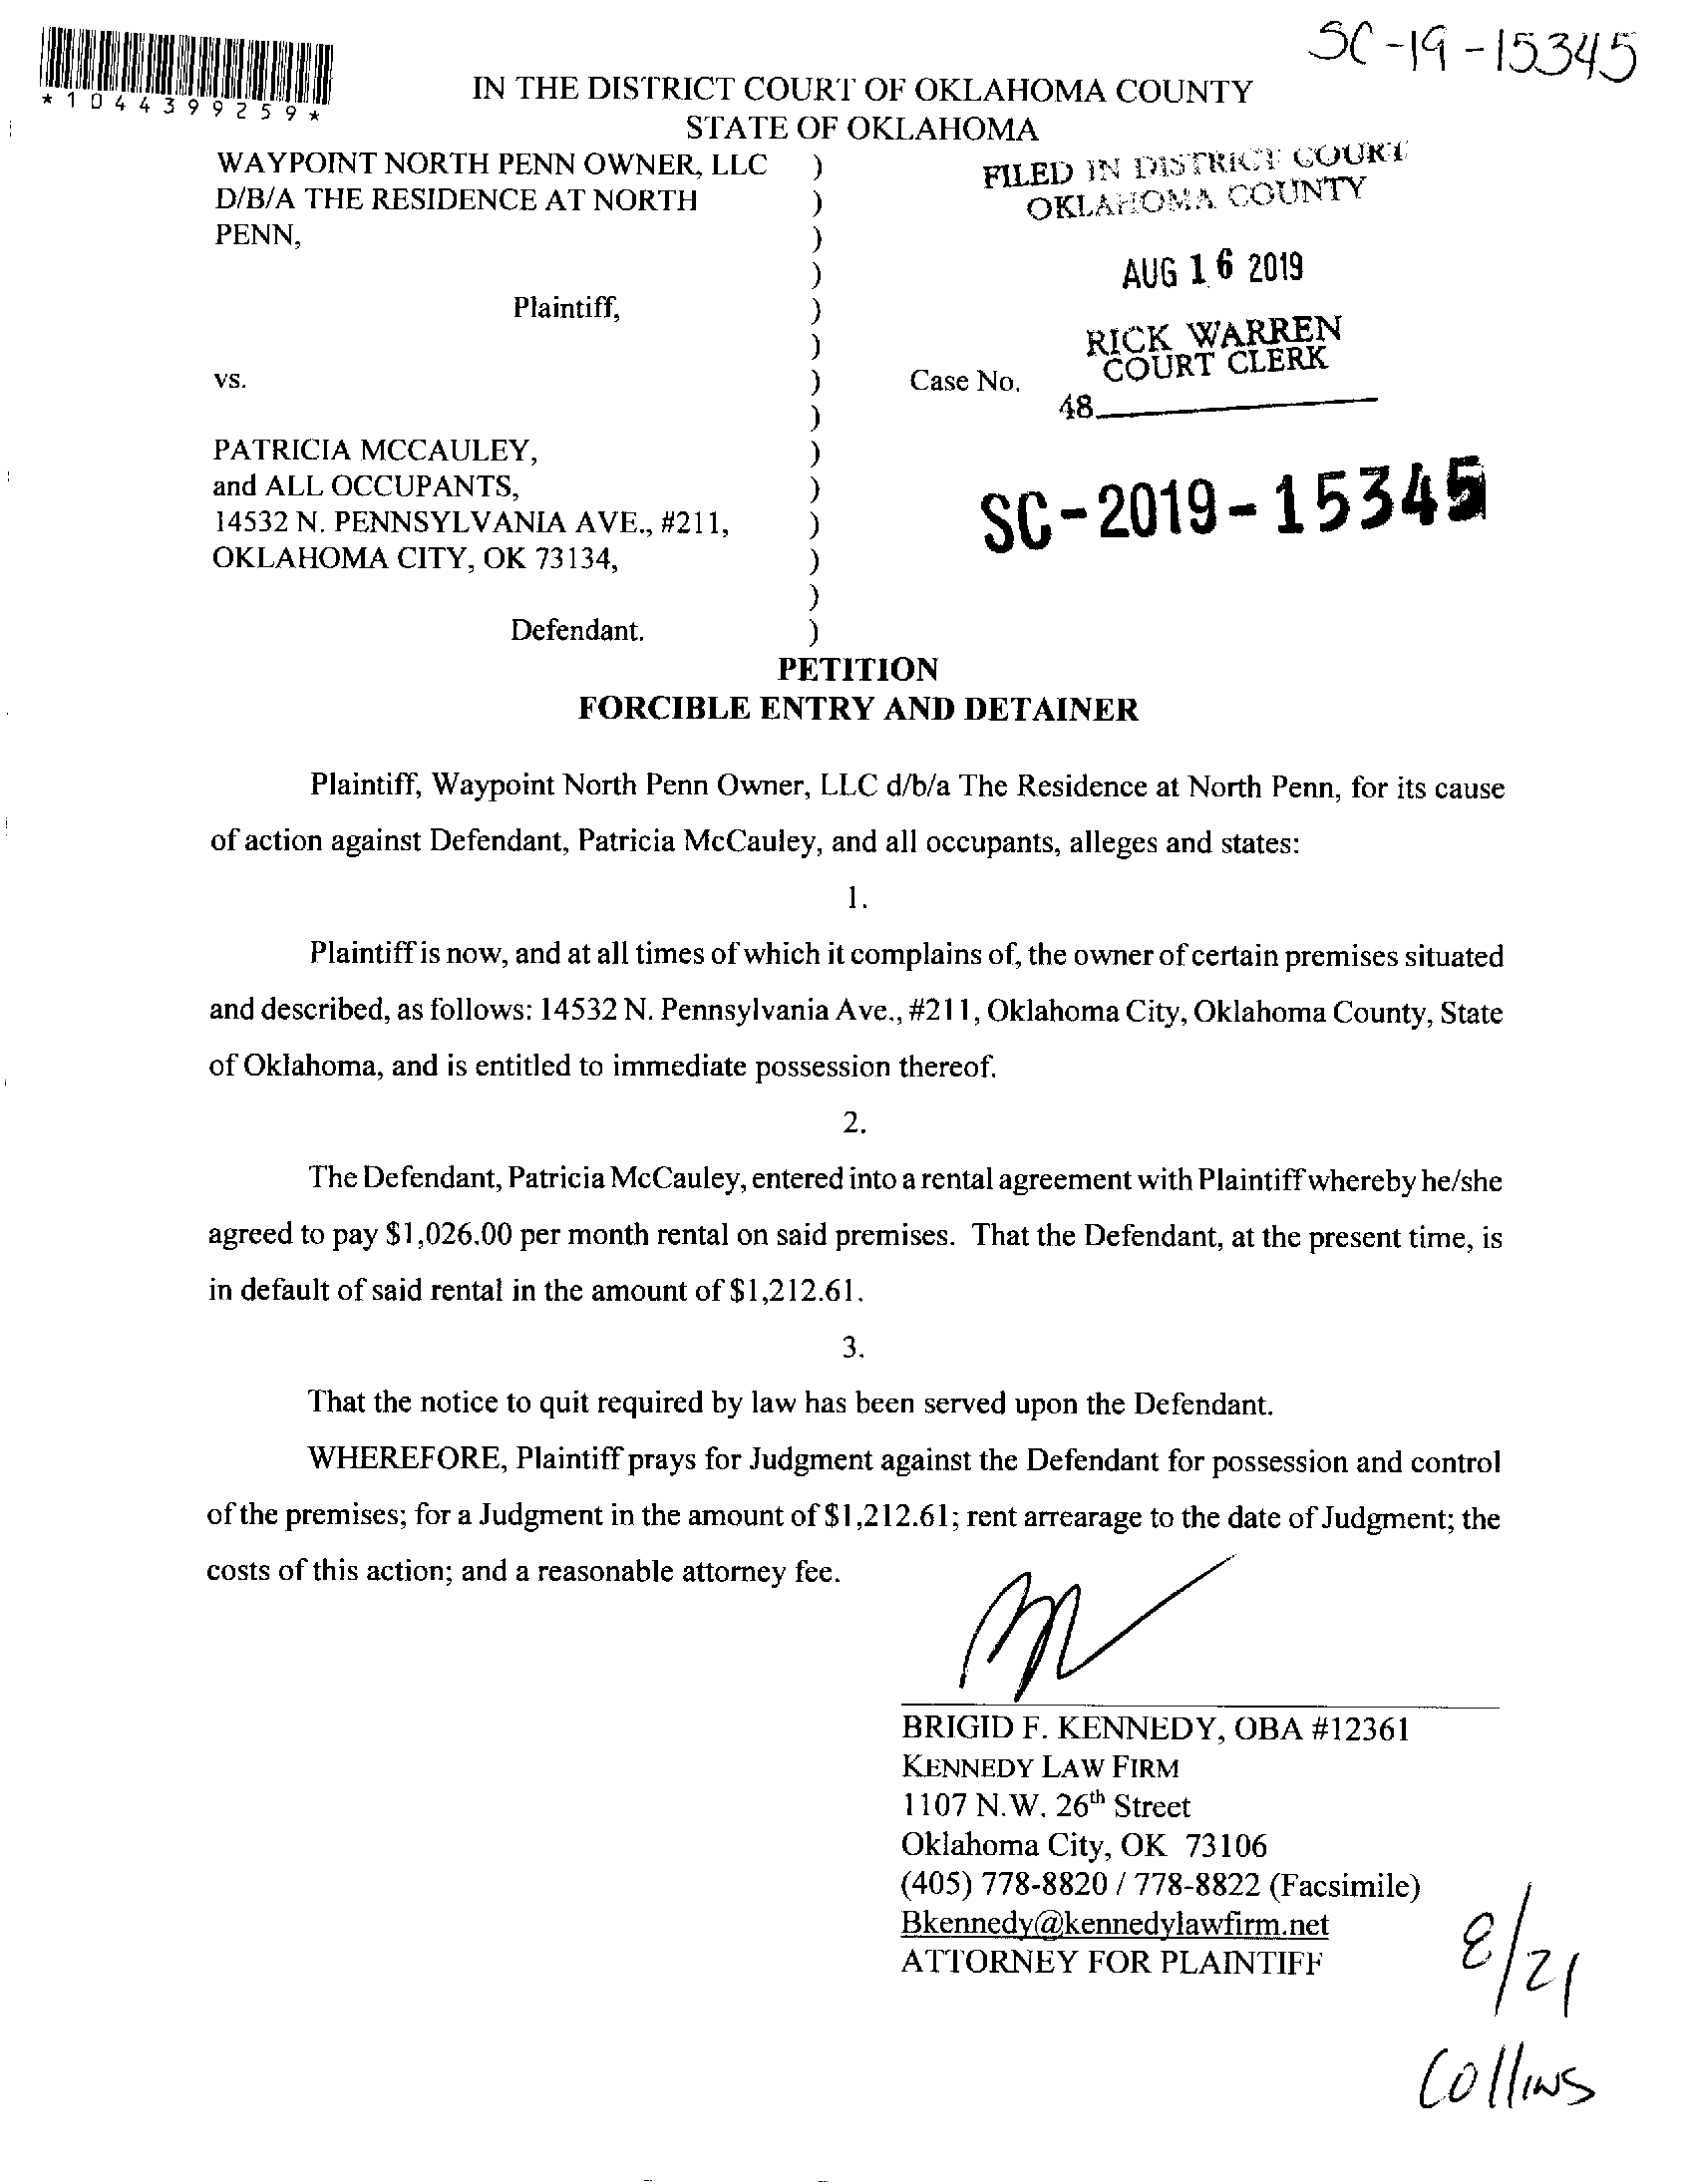 SC-19-15345
*1044399259*
IN THE DISTRICT COURT OF OKLAHOMA COUNTY
STATE OF OKLAHOMA
WAYPOINT NORTH PENN OWNER, LLC )
D/B/A THE RESIDENCE AT NORTH )
PENN, )
)
Plaintiff, )
)
vs. )
)
PATRICIA MCCAULEY, )
and ALL OCCUPANTS, )
14532 N. PENNSYLVANIA AVE., #211, )
OKLAHOMA CITY, OK 73134, )
)
Defendant. )
FILED IN DISTRICT COURT
OKLAHOMA COUNTY
AUG 16 2019
RICK WARREN
COURT CLERK
Case No.
48
SC-2019-15345
PETITION
FORCIBLE ENTRY AND DETAINER
Plaintiff, Waypoint North Penn Owner, LLC d/b/a The Residence at North Penn, for its cause
of action against Defendant, Patricia McCauley, and all occupants, alleges and states:
1.
Plaintiff is now, and at all times of which it complains of, the owner of certain premises situated
and described, as follows: 14532 N. Pennsylvania Ave., #211, Oklahoma City, Oklahoma County, State
of Oklahoma, and is entitled to immediate possession thereof.
2.
The Defendant, Patricia McCauley, entered into a rental agreement with Plaintiff whereby he/she
agreed to pay $1,026.00 per month rental on said premises. That the Defendant, at the present time, is
in default of said rental in the amount of $1,212.61.
3.
That the notice to quit required by law has been served upon the Defendant.
WHEREFORE, Plaintiff prays for Judgment against the Defendant for possession and control
of the premises; for a Judgment in the amount of $1,212.61; rent arrearage to the date of Judgment; the
costs of this action; and a reasonable attorney fee.
BRIGID F. KENNEDY, OBA #12361
KENNEDY LAW FIRM
1107 N.W. 26th Street
Oklahoma City, OK 73106
(405) 778-8820 / 778-8822 (Facsimile)
Bkennedy@kennedylawfirm.net
ATTORNEY FOR PLAINTIFF
8/21
Collins